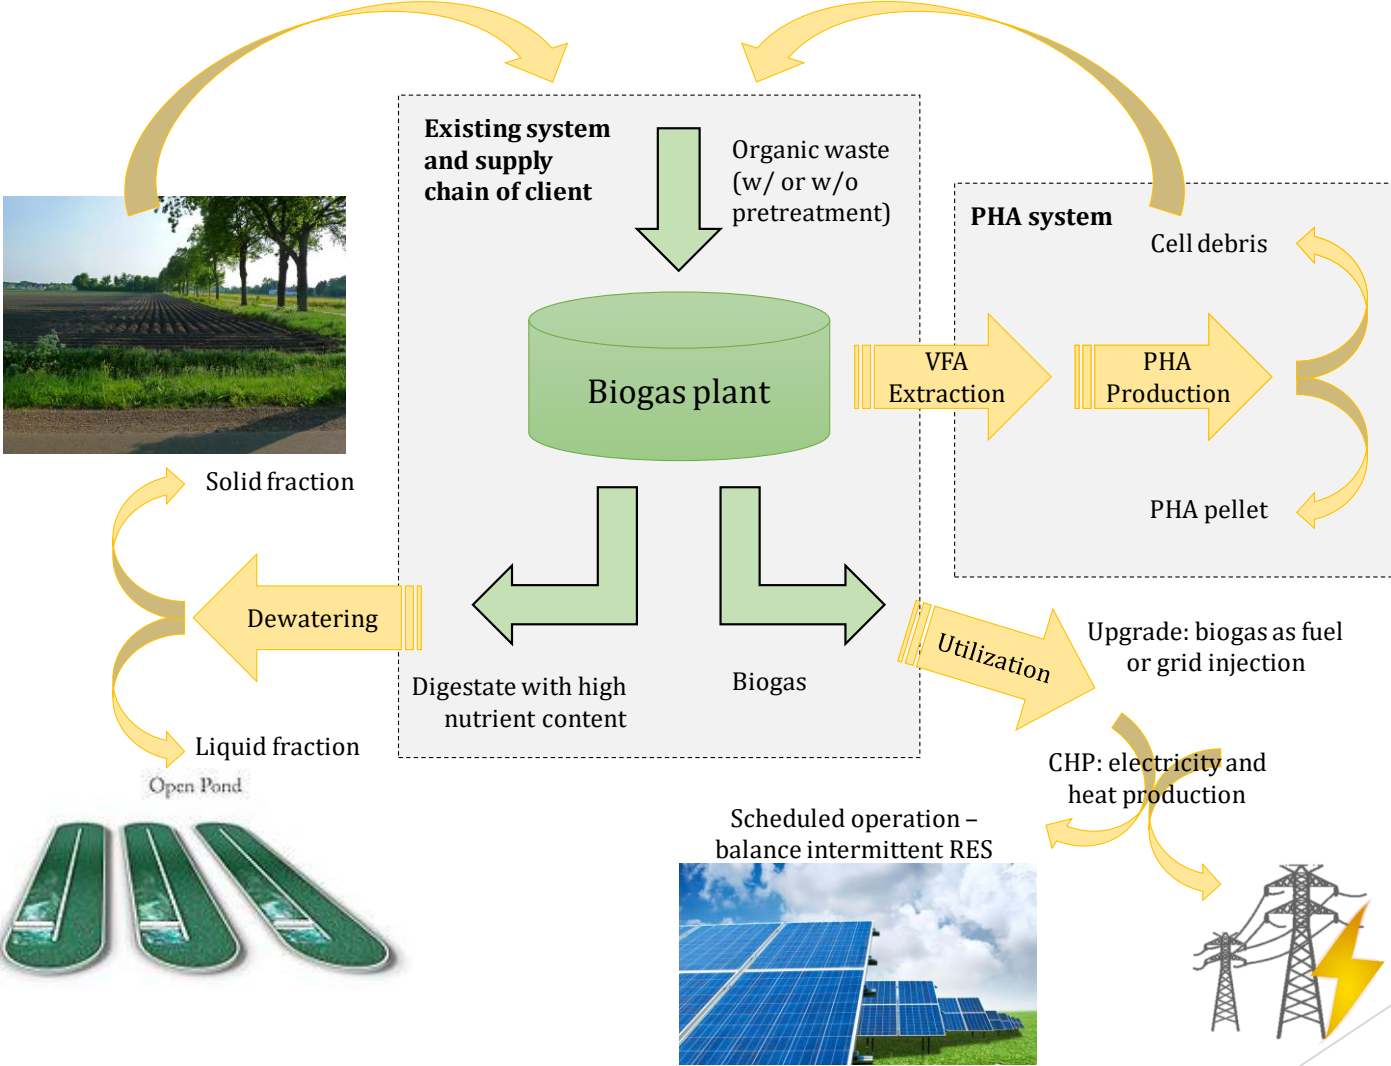 Existing system
and supply
chain of client
Organic waste
(w/ or w/o
pretreatment)
PHA system
Cell debris
Biogas plant
VFA
Extraction
PHA
Production
Solid fraction
PHA pellet
Dewatering
Utilization
Upgrade: biogas as fuel
or grid injection
Digestate with high
nutrient content
Biogas
Liquid fraction
Open Pond
CHP: electricity and
heat production
Scheduled operation –
balance intermittent RES